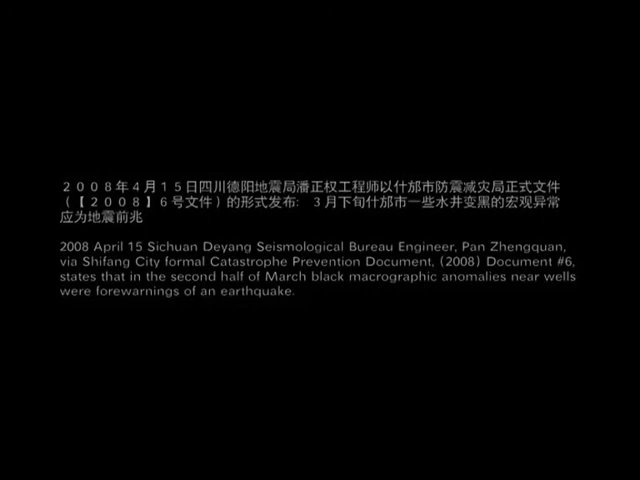 ２００８年４月１５日四川德阳地震局潘正权工程师以什邡市防震减灾局正式文件
（【２００８】６号文件）的形式发布： ３月下旬什邡市一些水井变黑的宏观异常
应为地震前兆
2008 April 15 Sichuan Deyang Seismological Bureau Engineer, Pan Zhengquan,
via Shifang City formal Catastrophe Prevention Document, (2008) Document #6,
states that in the second half of March black macrographic anomalies near wells
were forewarnings of an earthquake.